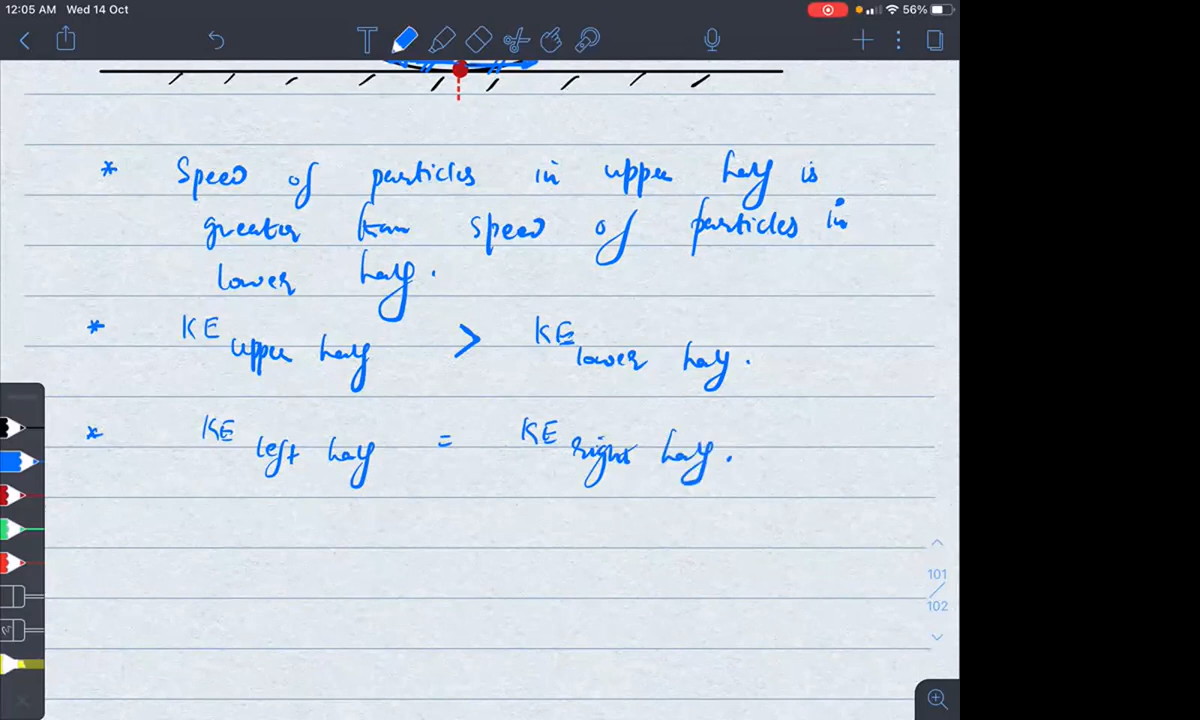 12:05 AM Wed 14 Oct
56%
* Speed of particles in upper half is
greater than speed of particles in
lower half.
* KE upper half > KE lower half.
* KE left half = KE right half.
101
102